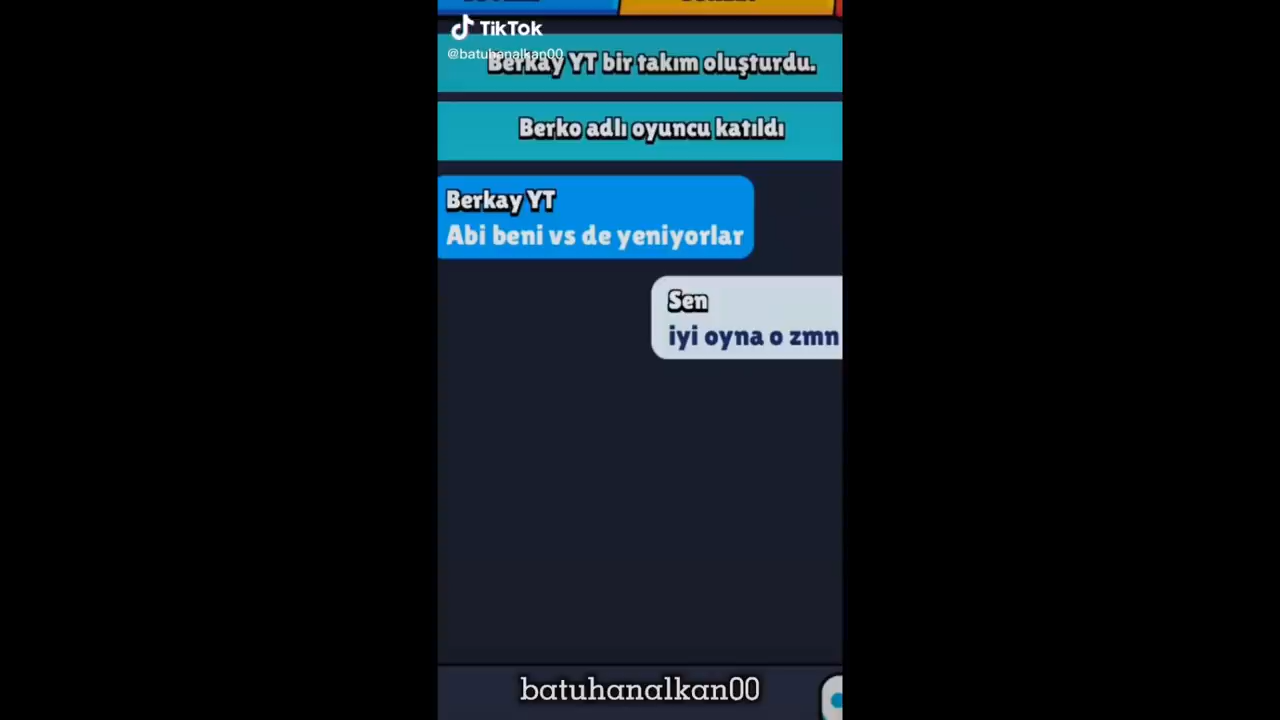 TikTok
@batuhanalkan00
Berkay YT bir takım oluşturdu.
Berko adlı oyuncu katıldı
Berkay YT
Abi beni vs de yeniyorlar
Sen
iyi oyna o zmn
batuhanalkan00